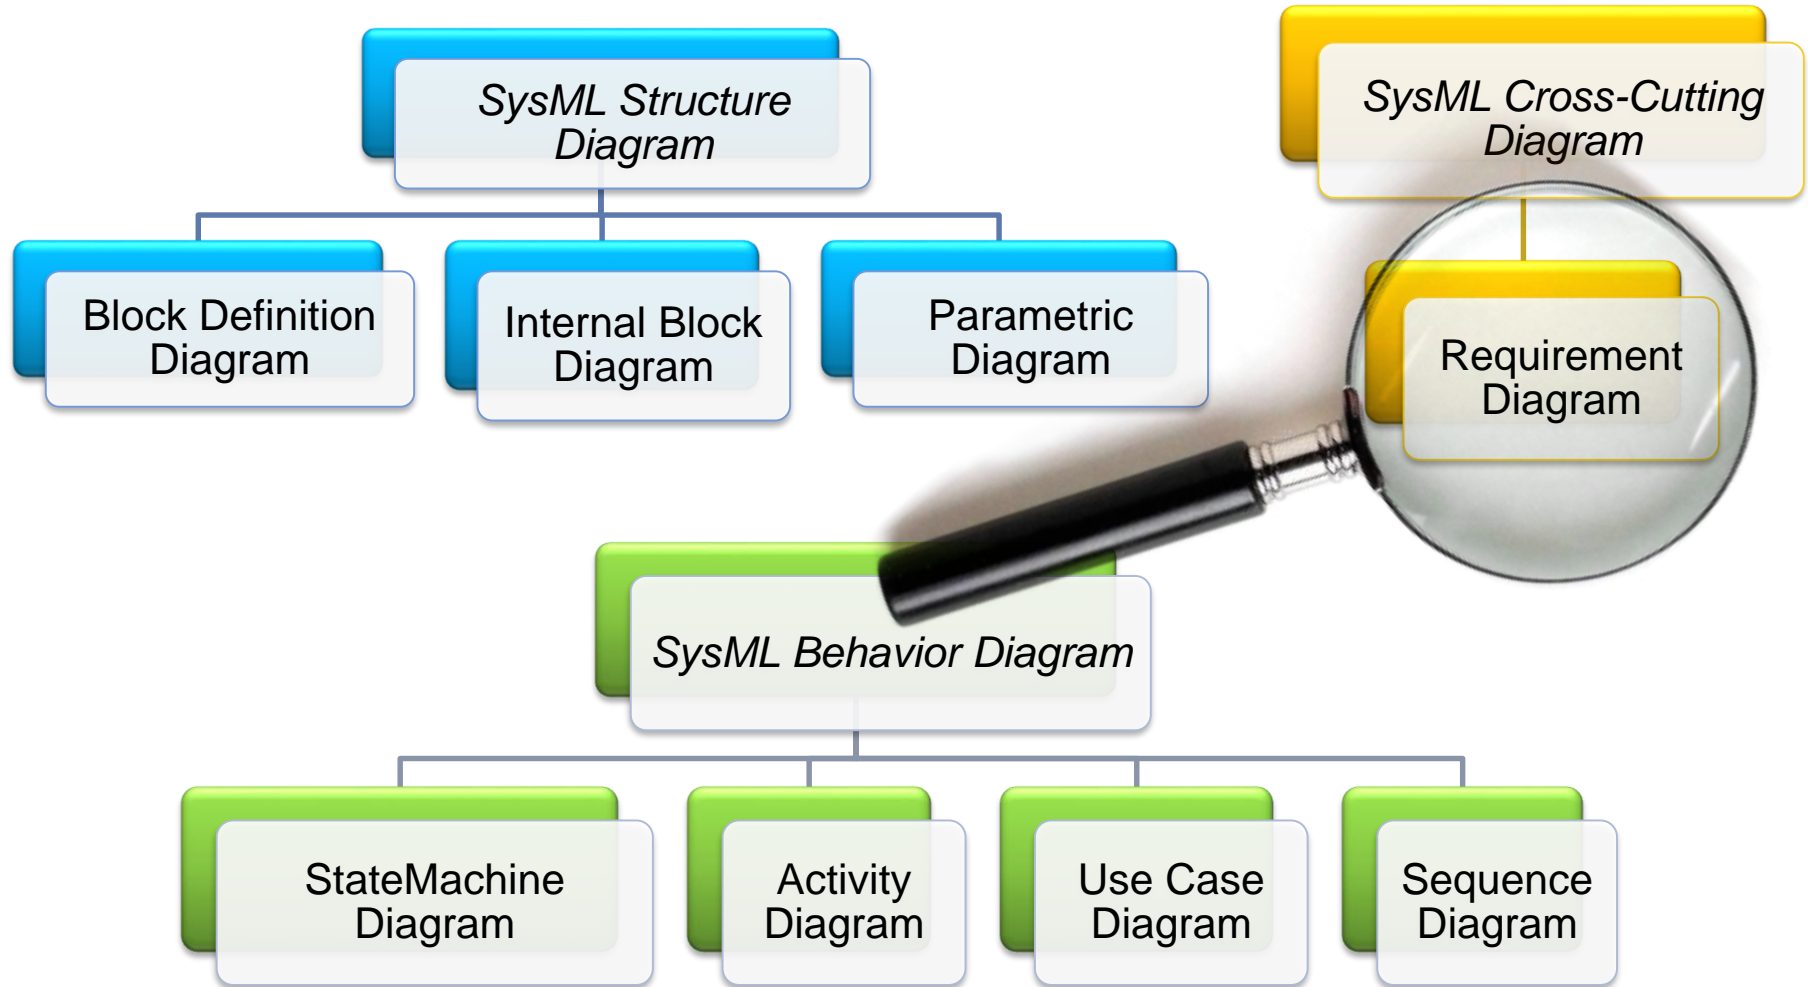 SysML Structure
Diagram
SysML Cross-Cutting
Diagram
Block Definition
Diagram
Internal Block
Diagram
Parametric
Diagram
Requirement
Diagram
SysML Behavior Diagram
StateMachine
Diagram
Activity
Diagram
Use Case
Diagram
Sequence
Diagram